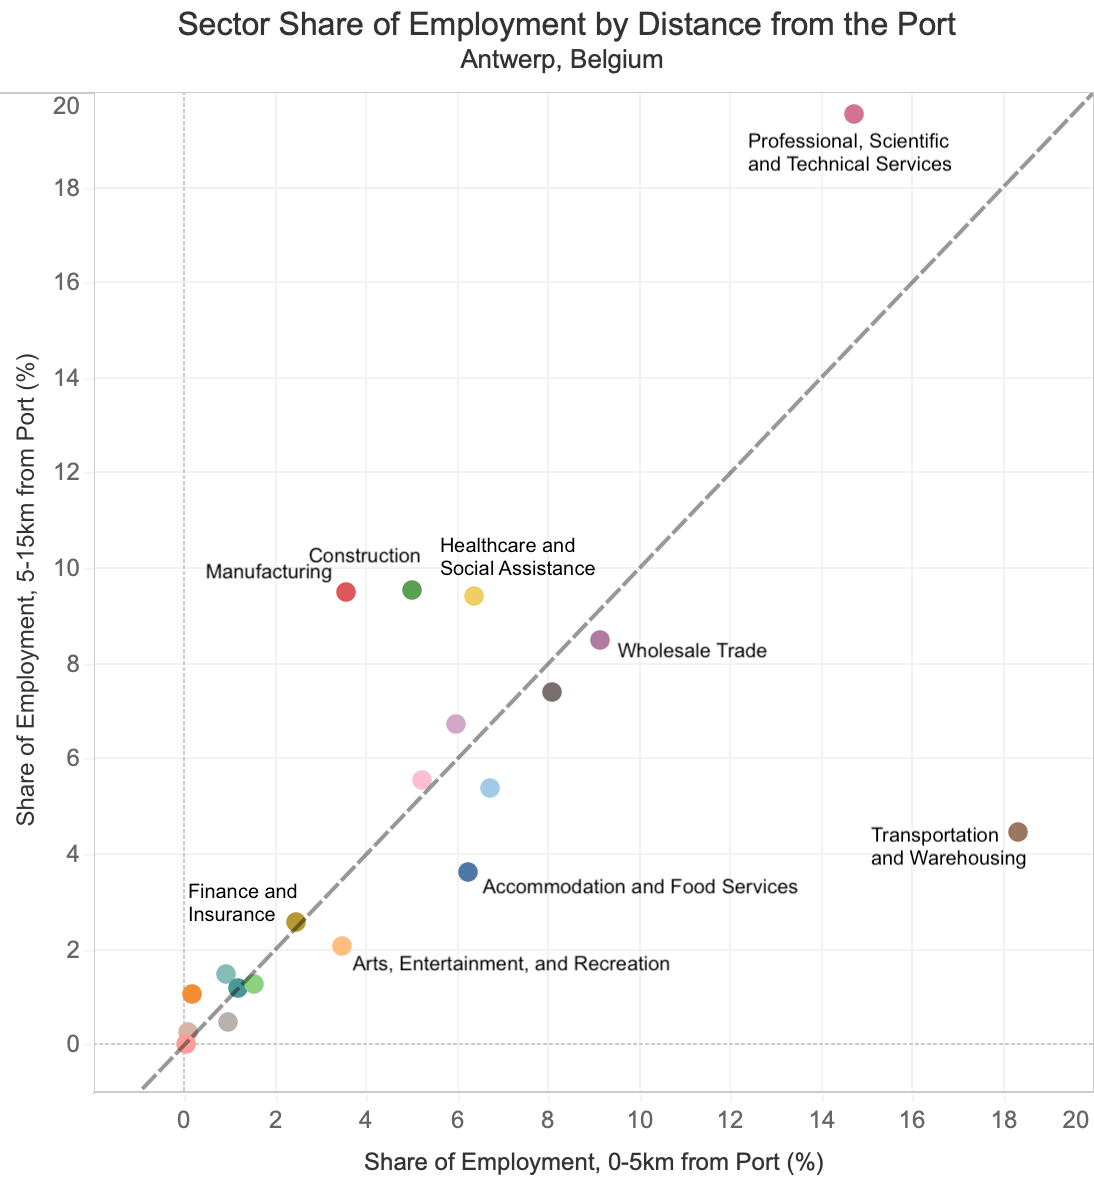 Sector Share of Employment by Distance from the Port
Antwerp, Belgium
20
18
16
14
12
10
8
6
4
2
0
Share of Employment, 5-15km from Port (%)
Professional, Scientific
and Technical Services
Construction
Manufacturing
Healthcare and
Social Assistance
Wholesale Trade
Transportation
and Warehousing
Accommodation and Food Services
Finance and
Insurance
Arts, Entertainment, and Recreation
0 2 4 6 8 10 12 14 16 18 20
Share of Employment, 0-5km from Port (%)